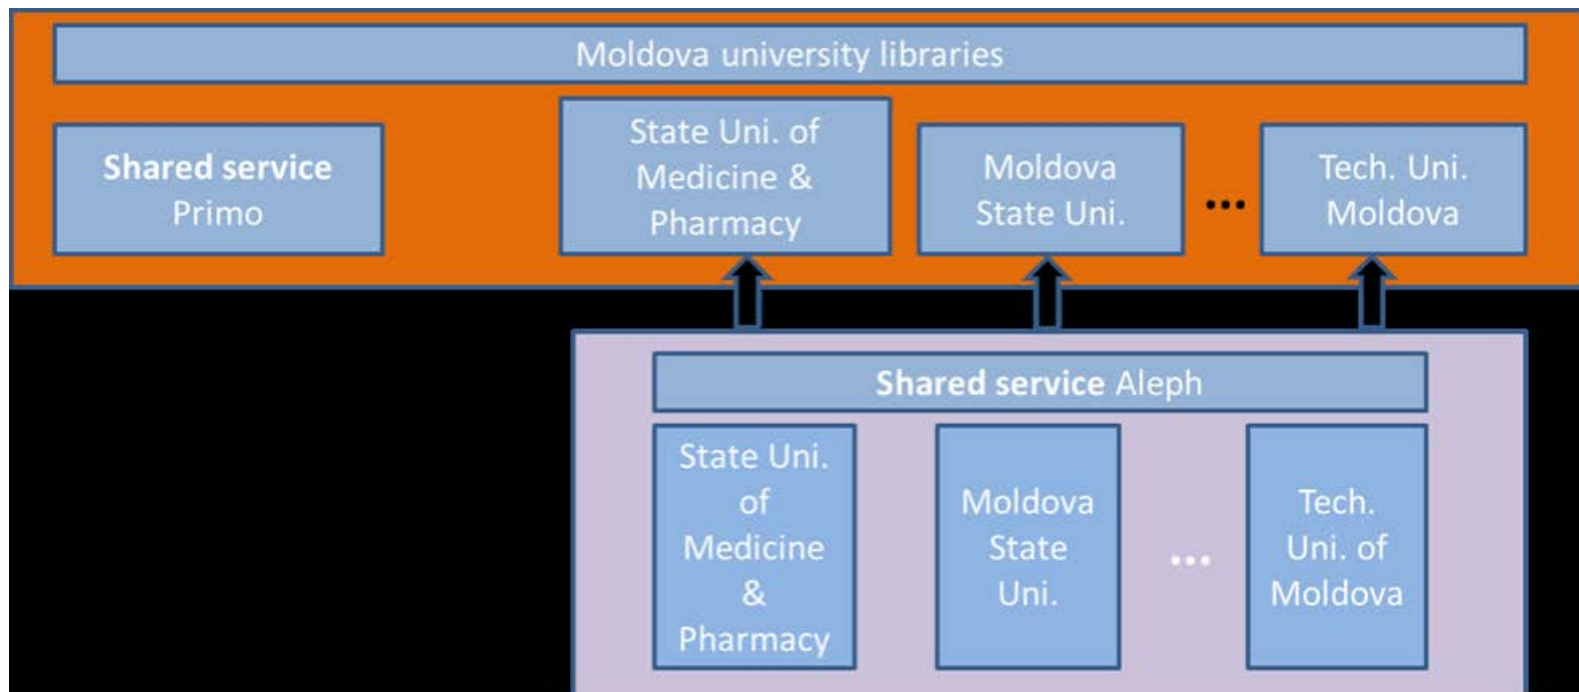 Moldova university libraries
Shared service
Primo
State Uni. of
Medicine &
Pharmacy
Moldova
State Uni.
...
Tech. Uni.
Moldova
Shared service Aleph
State Uni.
of
Medicine
&
Pharmacy
Moldova
State
Uni.
...
Tech.
Uni. of
Moldova